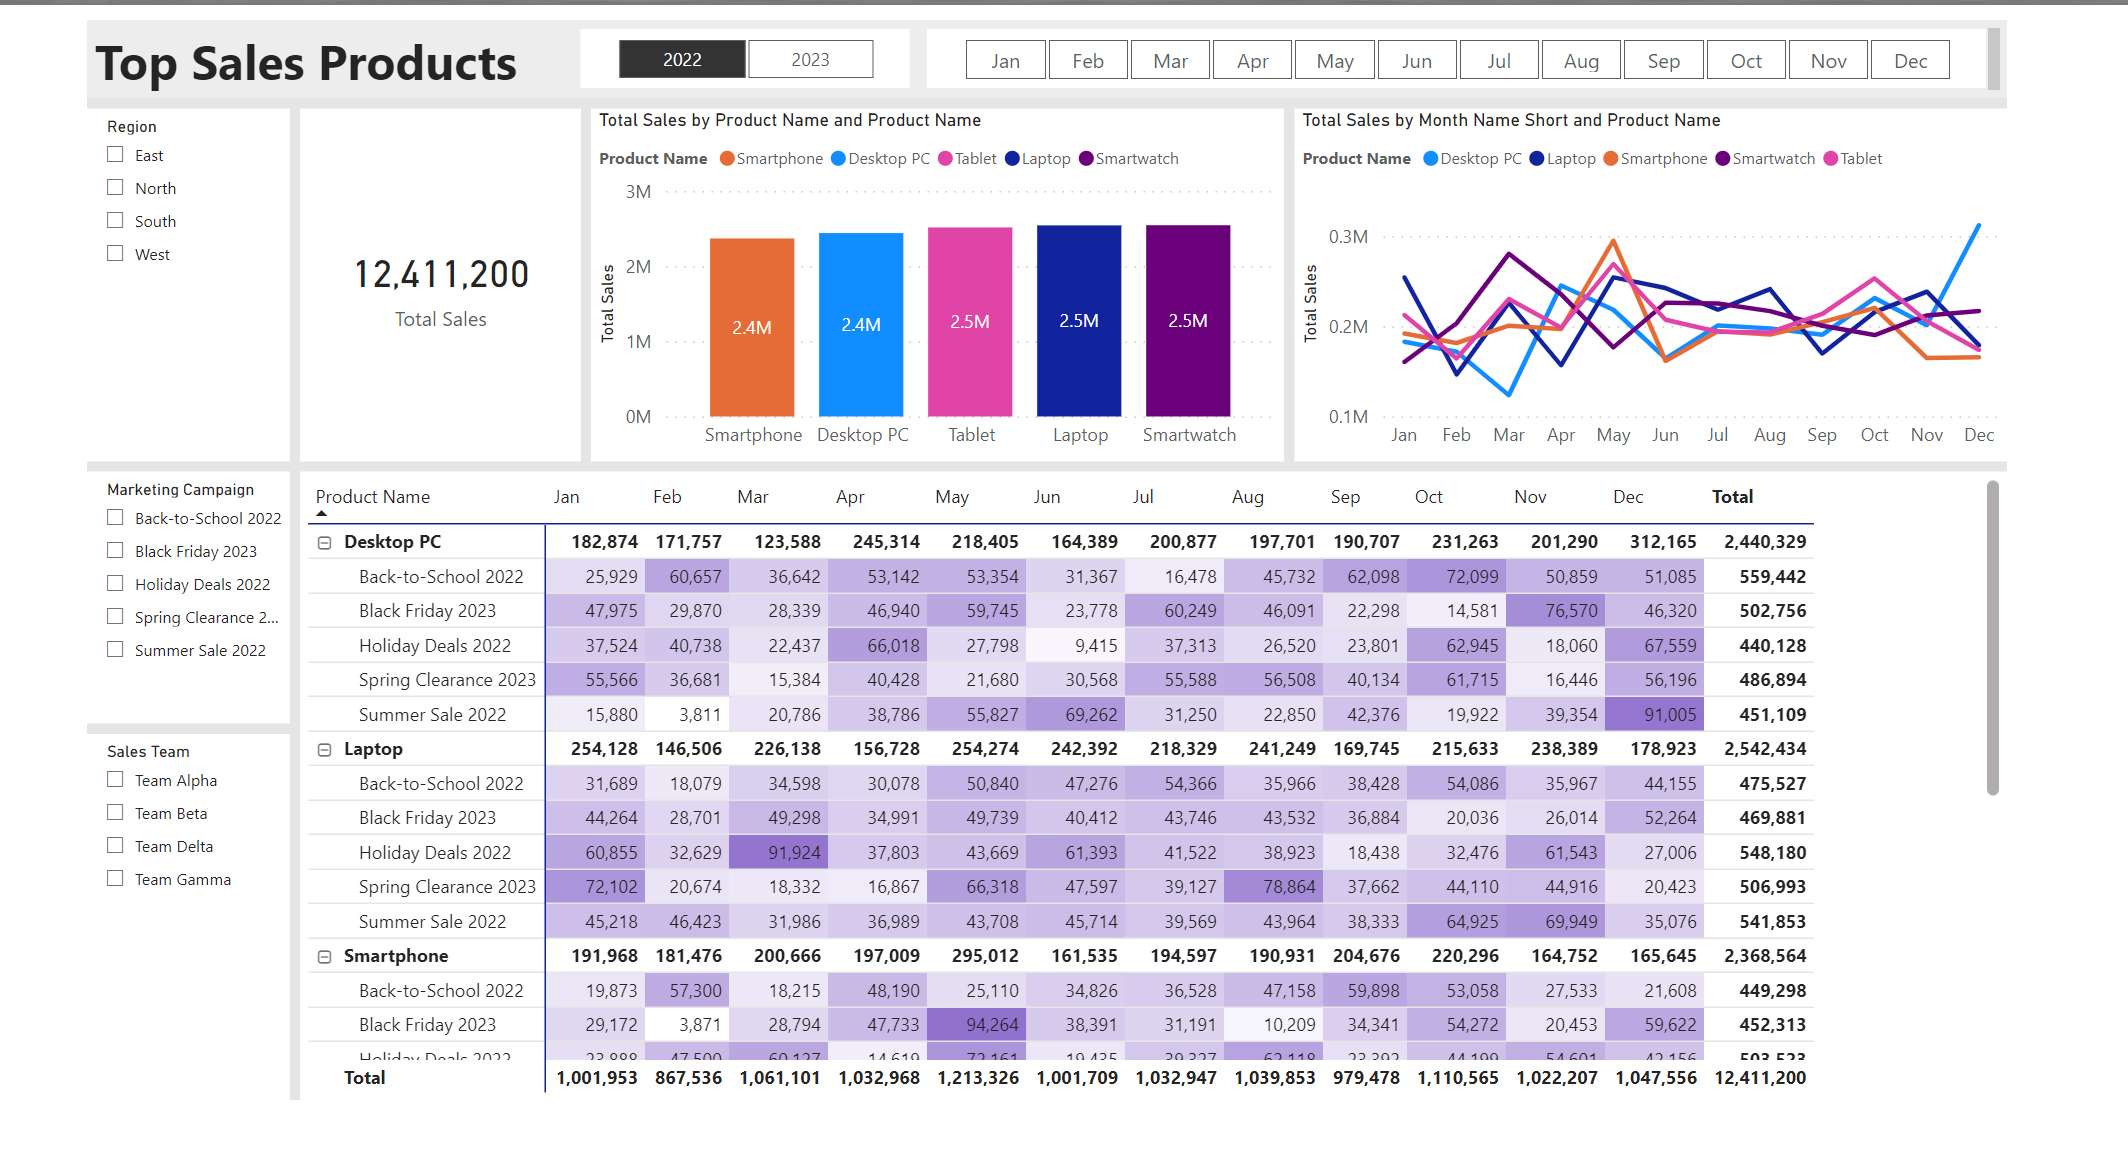 Top Sales Products
2022 2023
Jan Feb Mar Apr May Jun Jul Aug Sep Oct Nov Dec
Region
East
North
South
West
12,411,200
Total Sales
Total Sales by Product Name and Product Name
Product Name Smartphone Desktop PC Tablet Laptop Smartwatch
Total Sales
3M
2M
1M
0M
2.4M 2.4M 2.5M 2.5M 2.5M
Smartphone Desktop PC Tablet Laptop Smartwatch
Total Sales by Month Name Short and Product Name
Product Name Desktop PC Laptop Smartphone Smartwatch Tablet
Total Sales
0.3M
0.2M
0.1M
Jan Feb Mar Apr May Jun Jul Aug Sep Oct Nov Dec
Marketing Campaign
Back-to-School 2022
Black Friday 2023
Holiday Deals 2022
Spring Clearance 2...
Summer Sale 2022
Sales Team
Team Alpha
Team Beta
Team Delta
Team Gamma
Product Name Jan Feb Mar Apr May Jun Jul Aug Sep Oct Nov Dec Total
Desktop PC 182,874 171,757 123,588 245,314 218,405 164,389 200,877 197,701 190,707 231,263 201,290 312,165 2,440,329
Back-to-School 2022 25,929 60,657 36,642 53,142 53,354 31,367 16,478 45,732 62,098 72,099 50,859 51,085 559,442
Black Friday 2023 47,975 29,870 28,339 46,940 59,745 23,778 60,249 46,091 22,298 14,581 76,570 46,320 502,756
Holiday Deals 2022 37,524 40,738 22,437 66,018 27,798 9,415 37,313 26,520 23,801 62,945 18,060 67,559 440,128
Spring Clearance 2023 55,566 36,681 15,384 40,428 21,680 30,568 55,588 56,508 40,134 61,715 16,446 56,196 486,894
Summer Sale 2022 15,880 3,811 20,786 38,786 55,827 69,262 31,250 22,850 42,376 19,922 39,354 91,005 451,109
Laptop 254,128 146,506 226,138 156,728 254,274 242,392 218,329 241,249 169,745 215,633 238,389 178,923 2,542,434
Back-to-School 2022 31,689 18,079 34,598 30,078 50,840 47,276 54,366 35,966 38,428 54,086 35,967 44,155 475,527
Black Friday 2023 44,264 28,701 49,298 34,991 49,739 40,412 43,746 43,532 36,884 20,036 26,014 52,264 469,881
Holiday Deals 2022 60,855 32,629 91,924 37,803 43,669 61,393 41,522 38,923 18,438 32,476 61,543 27,006 548,180
Spring Clearance 2023 72,102 20,674 18,332 16,867 66,318 47,597 39,127 78,864 37,662 44,110 44,916 20,423 506,993
Summer Sale 2022 45,218 46,423 31,986 36,989 43,708 45,714 39,569 43,964 38,333 64,925 69,949 35,076 541,853
Smartphone 191,968 181,476 200,666 197,009 295,012 161,535 194,597 190,931 204,676 220,296 164,752 165,645 2,368,564
Back-to-School 2022 19,873 57,300 18,215 48,190 25,110 34,826 36,528 47,158 59,898 53,058 27,533 21,608 449,298
Black Friday 2023 29,172 3,871 28,794 47,733 94,264 38,391 31,191 10,209 34,341 54,272 20,453 59,622 452,313
Holiday Deals 2022 23,888 47,500 60,127 14,619 72,161 19,435 39,327 62,118 23,392 44,199 54,601 42,156 503,523
Total 1,001,953 867,536 1,061,101 1,032,968 1,213,326 1,001,709 1,032,947 1,039,853 979,478 1,110,565 1,022,207 1,047,556 12,411,200